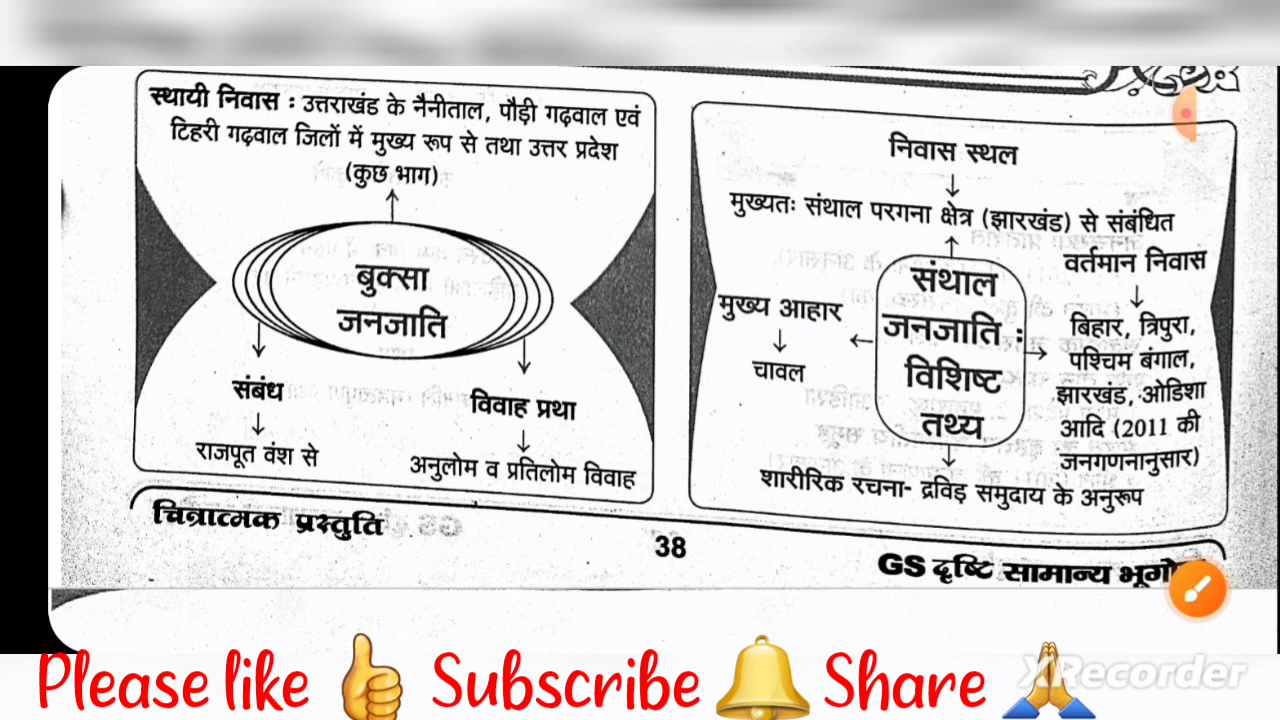 स्थायी निवास : उत्तराखंड के नैनीताल, पौड़ी गढ़वाल एवं
टिहरी गढ़वाल जिलों में मुख्य रूप से तथा उत्तर प्रदेश
(कुछ भाग)
बुक्सा
जनजाति
संबंध
राजपूत वंश से
विवाह प्रथा
अनुलोम व प्रतिलोम विवाह
निवास स्थल
मुख्यतः संथाल परगना क्षेत्र (झारखंड) से संबंधित
संथाल
जनजाति :
विशिष्ट
तथ्य
मुख्य आहार
चावल
वर्तमान निवास
बिहार, त्रिपुरा,
पश्चिम बंगाल,
झारखंड, ओडिशा
आदि (2011 की
जनगणनानुसार)
शारीरिक रचना- द्रविड़ समुदाय के अनुरूप
चित्रात्मक प्रस्तुति
38
GS दृष्टि सामान्य
Please like Subscribe Share
XRecorder